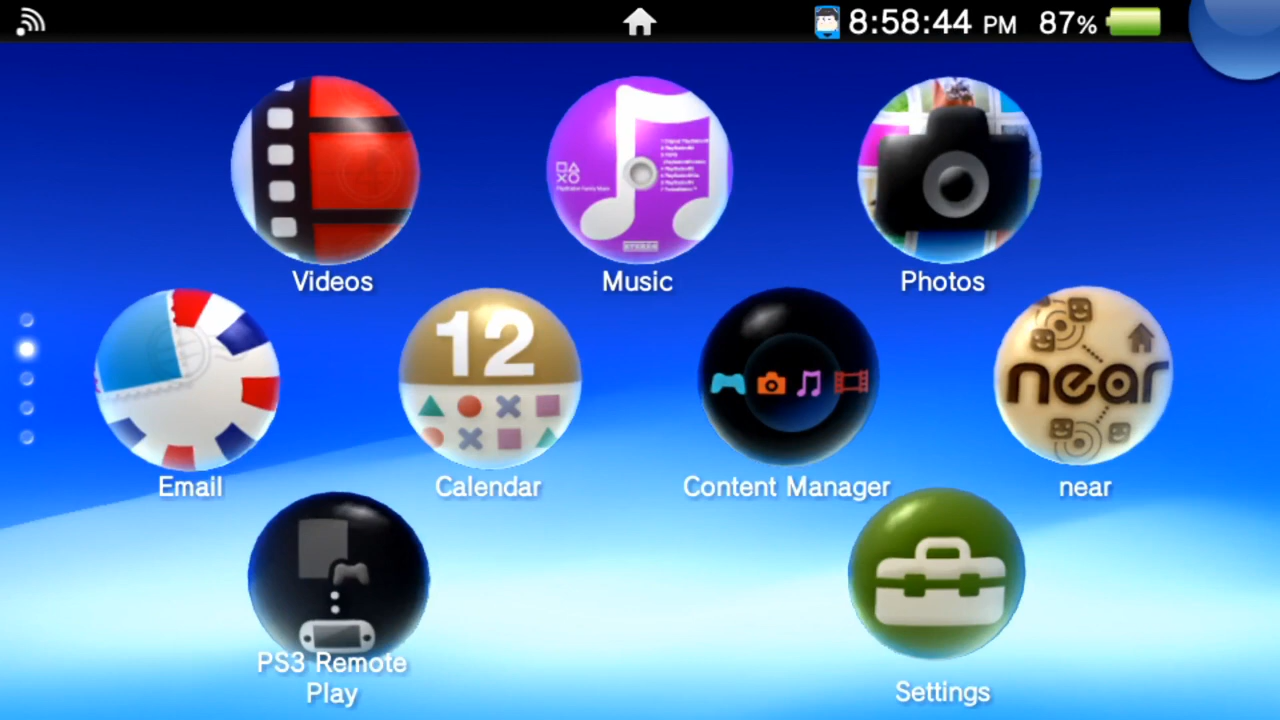 8:58:44 PM 87%
Videos
Music
Photos
12
near
Email
Calendar
Content Manager
near
PS3 Remote
Play
Settings